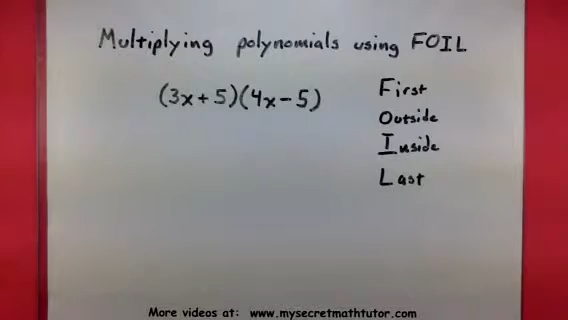 Multiplying polynomials using FOIL
(3x+5)(4x-5)
First
Outside
Inside
Last
More videos at: www.mysecretmathtutor.com